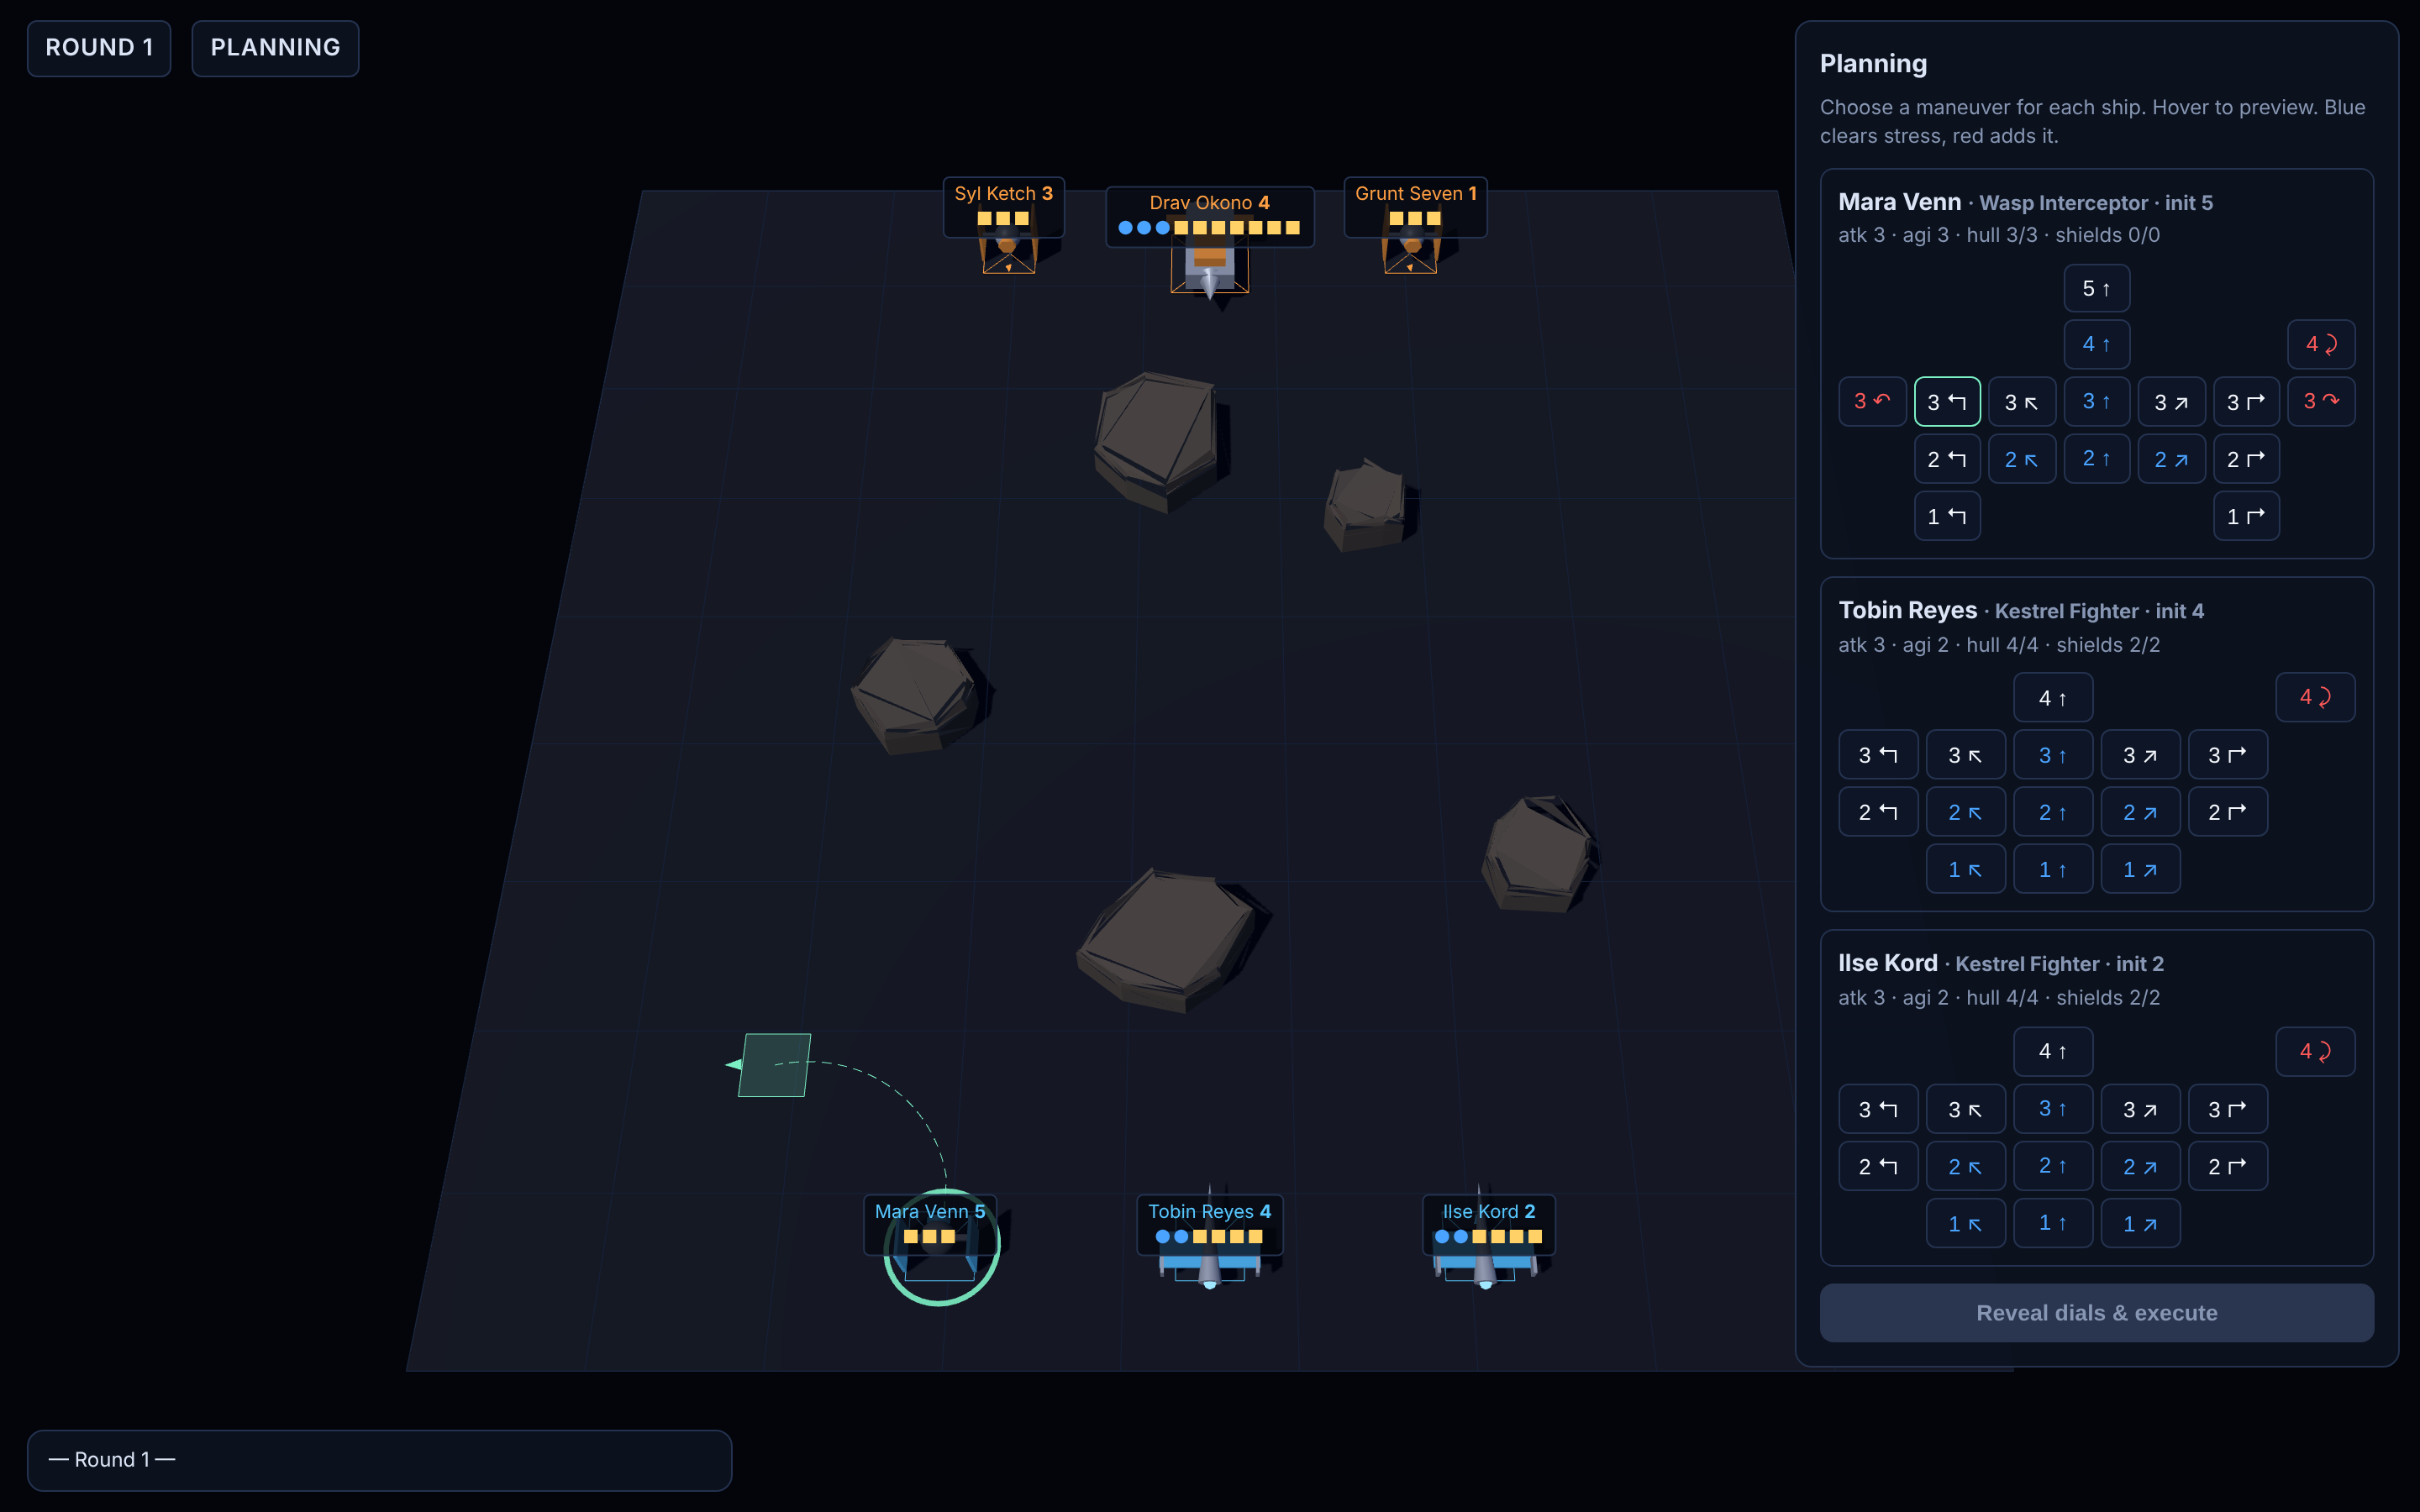 ROUND 1
PLANNING
Syl Ketch 3
Drav Okono 4
Grunt Seven 1
Mara Venn 5
Tobin Reyes 4
Ilse Kord 2
— Round 1 —
Planning
Choose a maneuver for each ship. Hover to preview. Blue
clears stress, red adds it.
Mara Venn · Wasp Interceptor · init 5
atk 3 · agi 3 · hull 3/3 · shields 0/0
5 ↑
4 ↑ 4 ⤸
3 ↶ 3 ↰ 3 ↖ 3 ↑ 3 ↗ 3 ↱ 3 ↷
2 ↰ 2 ↖ 2 ↑ 2 ↗ 2 ↱
1 ↰ 1 ↱
Tobin Reyes · Kestrel Fighter · init 4
atk 3 · agi 2 · hull 4/4 · shields 2/2
4 ↑ 4 ⤸
3 ↰ 3 ↖ 3 ↑ 3 ↗ 3 ↱
2 ↰ 2 ↖ 2 ↑ 2 ↗ 2 ↱
1 ↖ 1 ↑ 1 ↗
Ilse Kord · Kestrel Fighter · init 2
atk 3 · agi 2 · hull 4/4 · shields 2/2
4 ↑ 4 ⤸
3 ↰ 3 ↖ 3 ↑ 3 ↗ 3 ↱
2 ↰ 2 ↖ 2 ↑ 2 ↗ 2 ↱
1 ↖ 1 ↑ 1 ↗
Reveal dials & execute